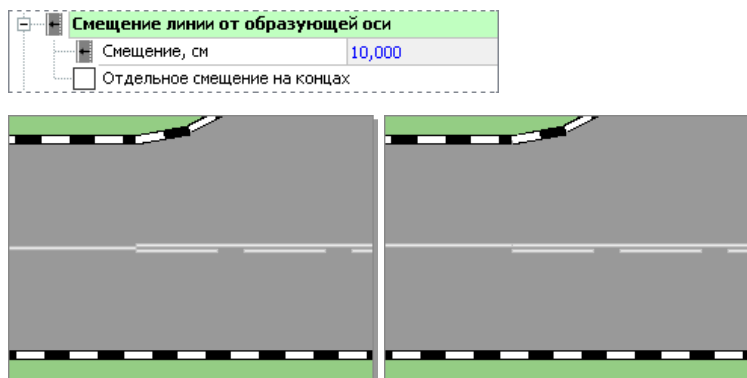 Смещение линии от образующей оси
Смещение, см 10,000
Отдельное смещение на концах